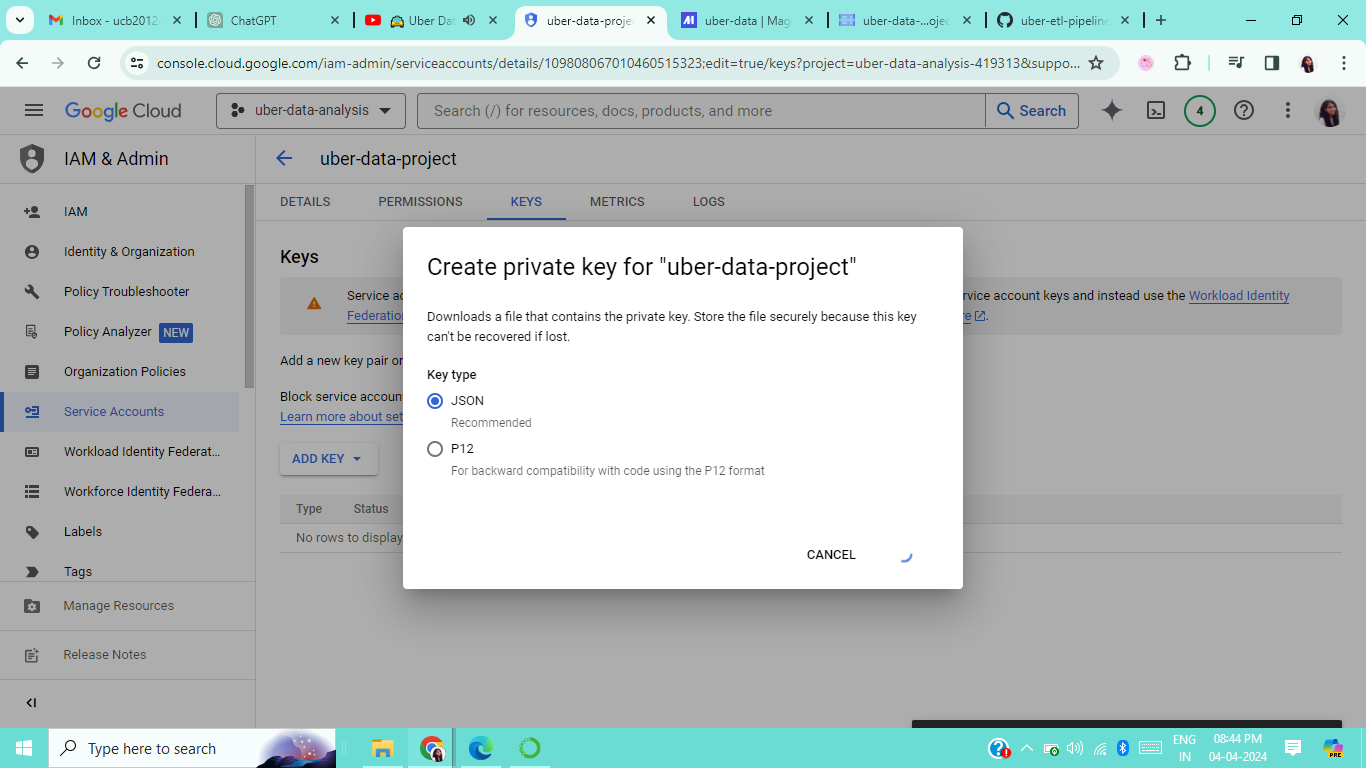 Inbox - ucb2012
ChatGPT
Uber Dat
uber-data-proje
uber-data | Mag
uber-data-...ojec
uber-etl-pipeline
console.cloud.google.com/iam-admin/serviceaccounts/details/109808067010460515323;edit=true/keys?project=uber-data-analysis-419313&suppo...
Google Cloud
uber-data-analysis
Search (/) for resources, docs, products, and more
Search
4
IAM & Admin
uber-data-project
IAM
Identity & Organization
Policy Troubleshooter
Policy Analyzer NEW
Organization Policies
Service Accounts
Workload Identity Federat...
Workforce Identity Federa...
Labels
Tags
Manage Resources
Release Notes
DETAILS PERMISSIONS KEYS METRICS LOGS
Keys
Service ac
rvice account keys and instead use the Workload Identity
Federation
re
Add a new key pair or
Block service accoun
Learn more about set
ADD KEY
Type Status
No rows to display
Create private key for "uber-data-project"
Downloads a file that contains the private key. Store the file securely because this key
can't be recovered if lost.
Key type
JSON
Recommended
P12
For backward compatibility with code using the P12 format
CANCEL
Type here to search
ENG
IN
08:44 PM
04-04-2024
PRE